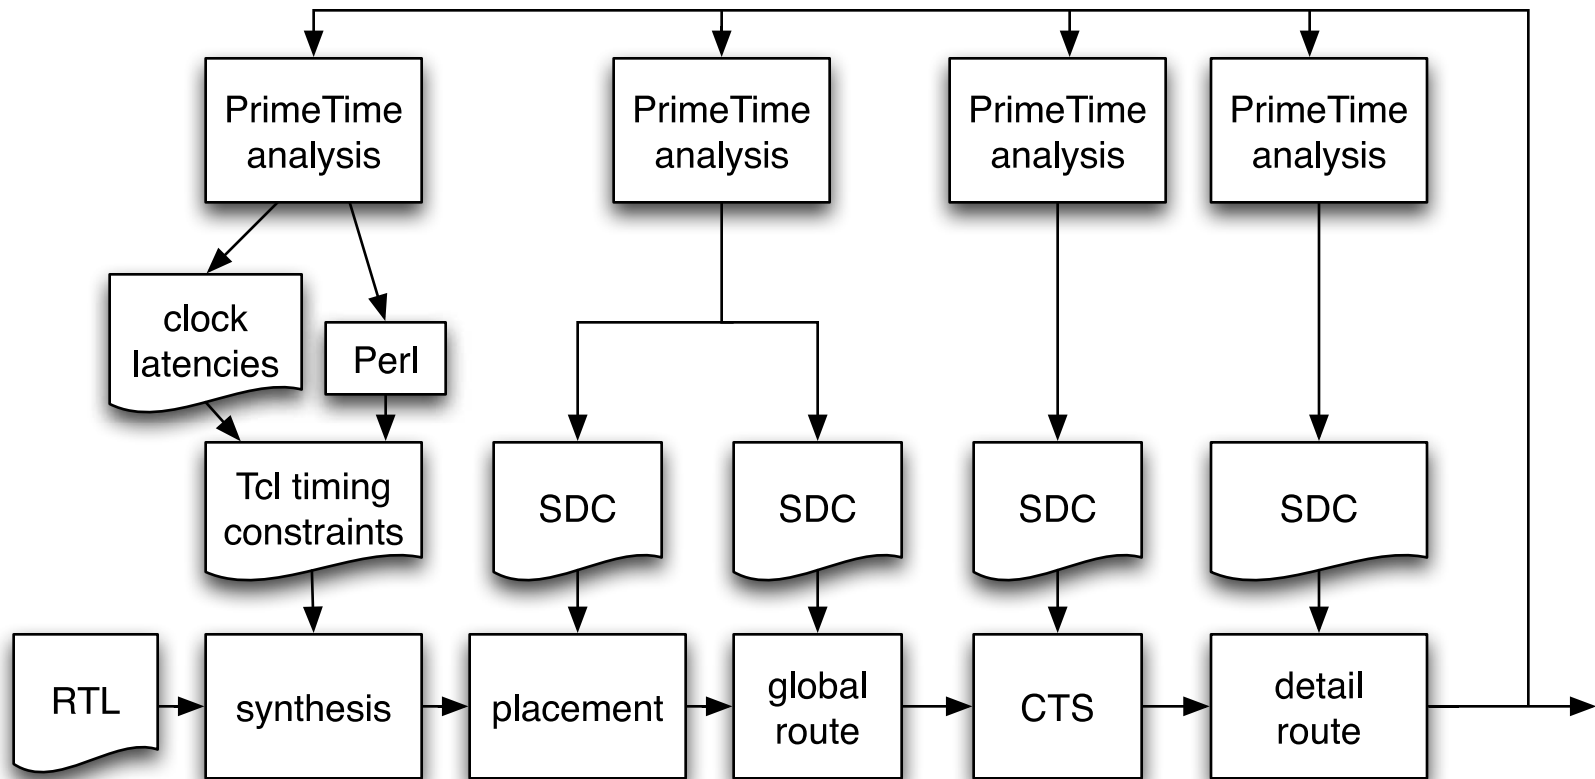 PrimeTime
analysis
PrimeTime
analysis
PrimeTime
analysis
PrimeTime
analysis
clock
latencies
Perl
Tcl timing
constraints
SDC
SDC
SDC
SDC
RTL
synthesis
placement
global
route
CTS
detail
route